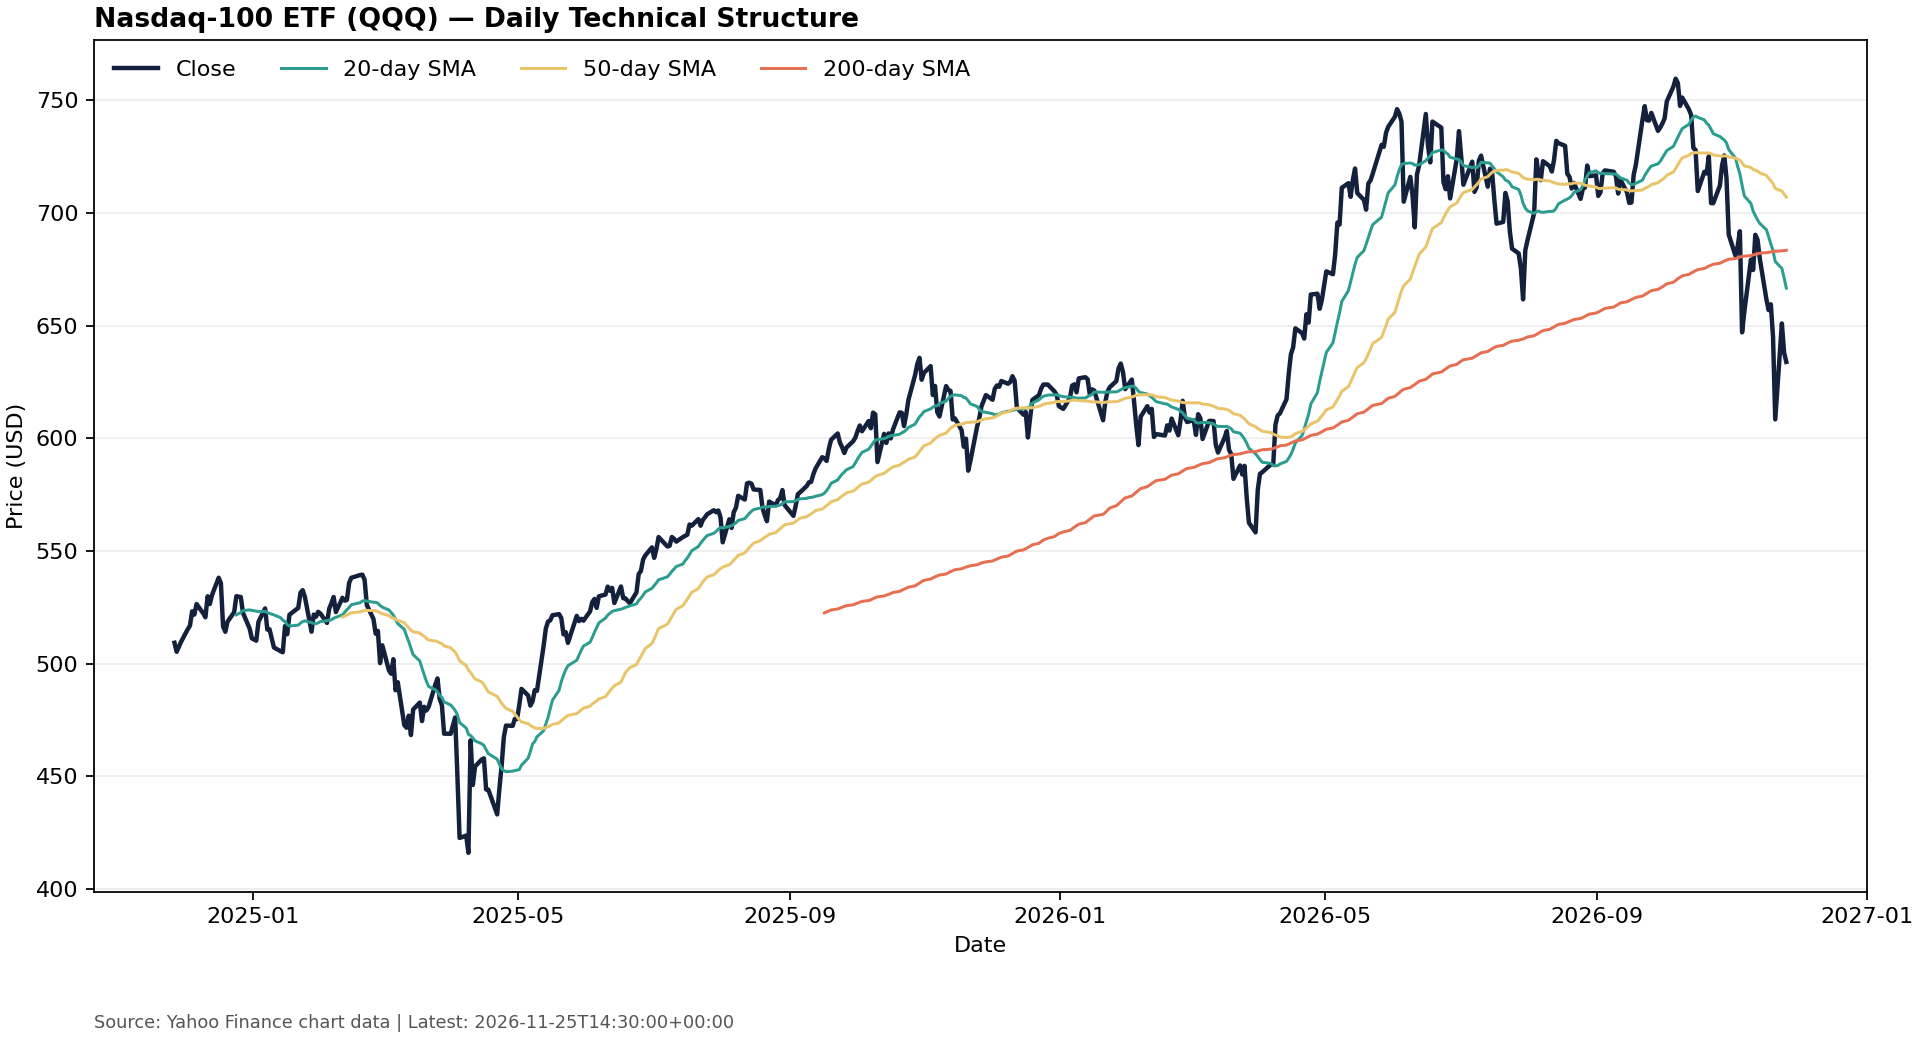 Nasdaq-100 ETF (QQQ) — Daily Technical Structure
Close 20-day SMA 50-day SMA 200-day SMA
Price (USD)
750
700
650
600
550
500
450
400
2025-01 2025-05 2025-09 2026-01 2026-05 2026-09 2027-01
Date
Source: Yahoo Finance chart data | Latest: 2026-11-25T14:30:00+00:00